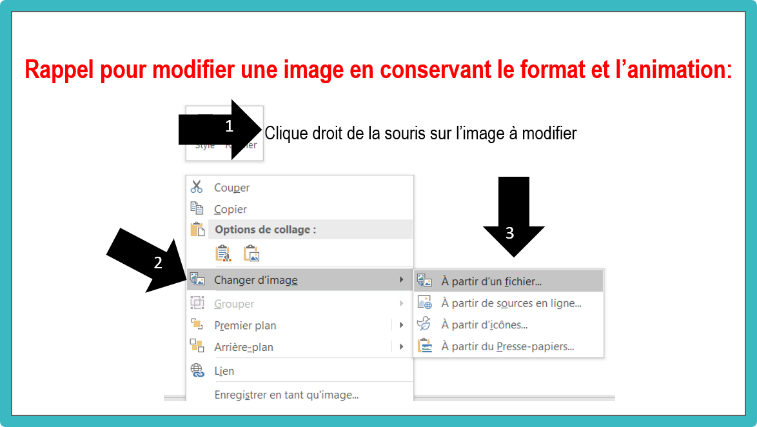 Rappel pour modifier une image en conservant le format et l'animation:
1
Clique droit de la souris sur l'image à modifier
Style
Couper
Copier
Options de collage :
3
2
Changer d'image
À partir d'un fichier...
Grouper
À partir de sources en ligne...
Premier plan
À partir d'icônes...
Arrière-plan
À partir du Presse-papiers...
Lien
Enregistrer en tant qu'image...